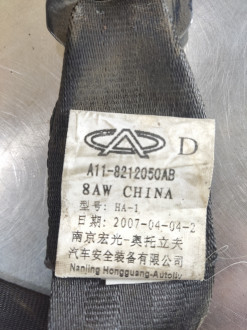 D
A11-8212050AB
8AW CHINA
型号: HA-1
日期: 2007-04-04-2
南京宏光-奥托立夫
汽车安全装备有限公司
Nanjing Hongguang-Autoliv